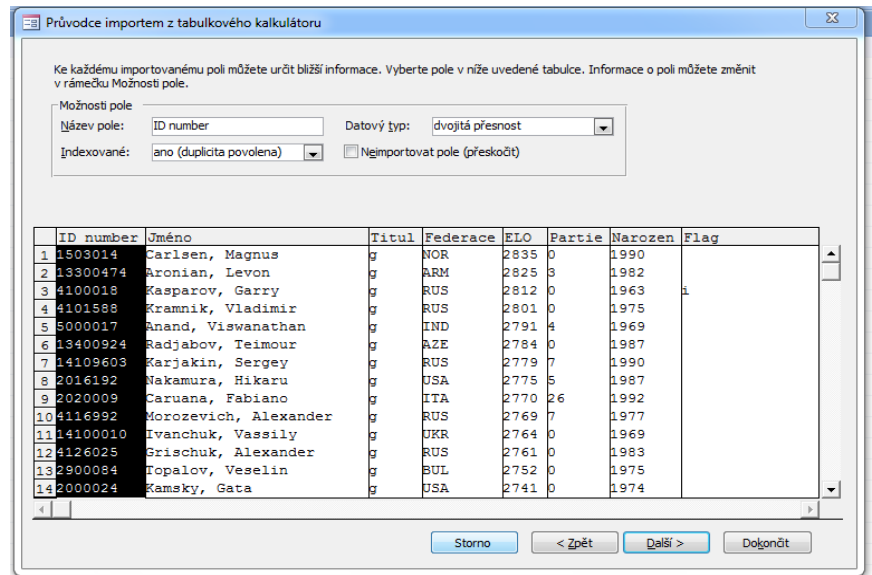 Průvodce importem z tabulkového kalkulátoru
Ke každému importovanému poli můžete určit bližší informace. Vyberte pole v níže uvedené tabulce. Informace o poli můžete změnit
v rámečku Možnosti pole.
Možnosti pole
Název pole: ID number Datový typ: dvojitá přesnost
Indexované: ano (duplicita povolena) Neimportovat pole (přeskočit)
ID number Jméno Titul Federace ELO Partie Narozen Flag
1 1503014 Carlsen, Magnus g NOR 2835 0 1990
2 13300474 Aronian, Levon g ARM 2825 3 1982
3 4100018 Kasparov, Garry g RUS 2812 0 1963 i
4 4101588 Kramnik, Vladimir g RUS 2801 0 1975
5 5000017 Anand, Viswanathan g IND 2791 4 1969
6 13400924 Radjabov, Teimour g AZE 2784 0 1987
7 14109603 Karjakin, Sergey g RUS 2779 7 1990
8 2016192 Nakamura, Hikaru g USA 2775 5 1987
9 2020009 Caruana, Fabiano g ITA 2770 26 1992
10 4116992 Morozevich, Alexander g RUS 2769 7 1977
11 14100010 Ivanchuk, Vassily g UKR 2764 0 1969
12 4126025 Grischuk, Alexander g RUS 2761 0 1983
13 2900084 Topalov, Veselin g BUL 2752 0 1975
14 2000024 Kamsky, Gata g USA 2741 0 1974
Storno < Zpět Další > Dokončit